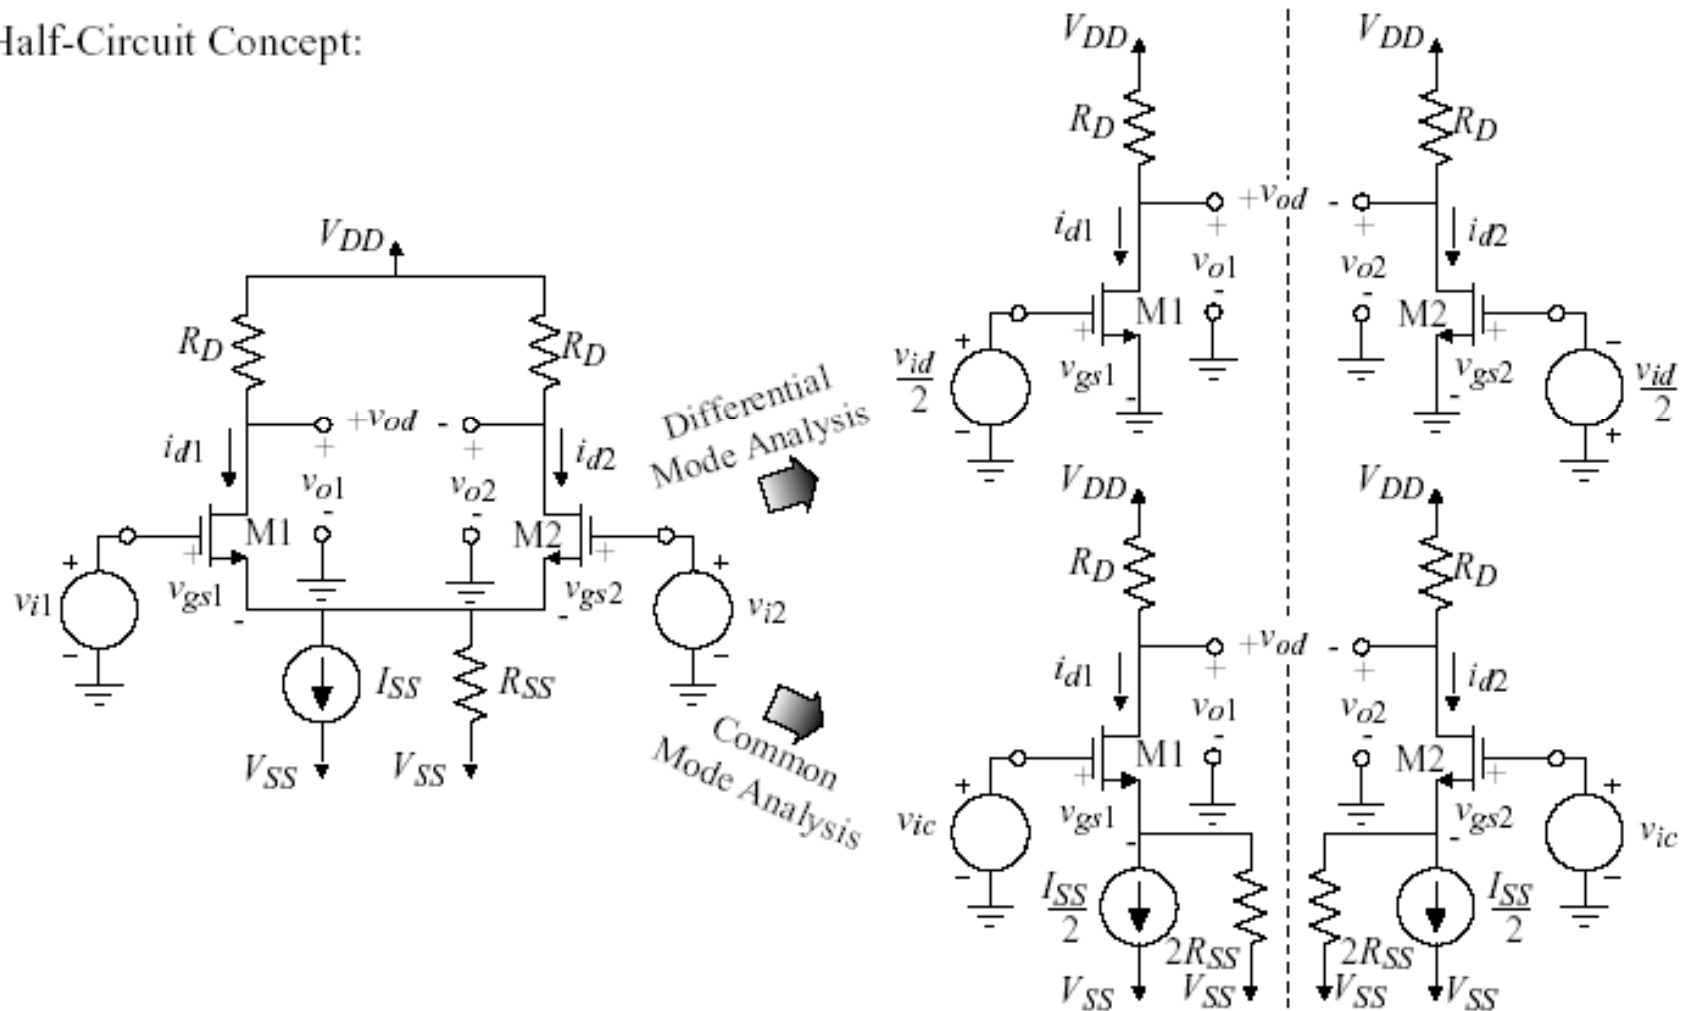 Half-Circuit Concept:
VDD
RD
RD
+vod -
id1
id2
+
vo1
-
+
vo2
-
M1
M2
+
vgs1
-
+
vgs2
-
+
vi1
-
+
vi2
-
ISS
RSS
VSS
VSS
Differential
Mode Analysis
Common
Mode Analysis
VDD
VDD
RD
RD
+vod -
id1
id2
+
vo1
-
+
vo2
-
M1
M2
+
vgs1
-
+
vgs2
-
+
vid
2
-
-
vid
2
+
VDD
VDD
RD
RD
+vod -
id1
id2
+
vo1
-
+
vo2
-
M1
M2
+
vgs1
-
+
vgs2
-
+
vic
-
+
vic
-
ISS
2
2RSS
2RSS
ISS
2
VSS
VSS
VSS
VSS